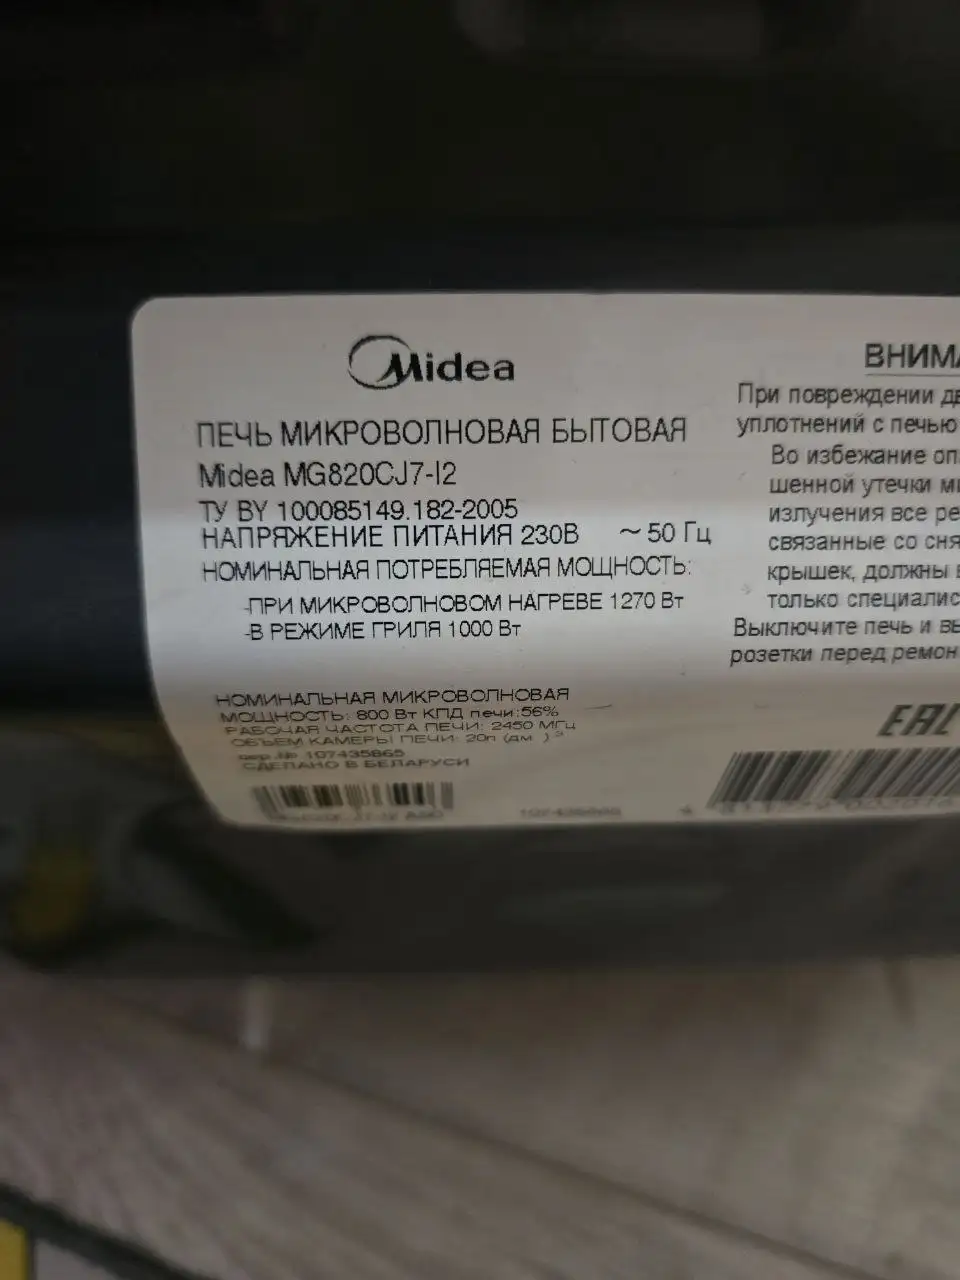 Midea
ПЕЧЬ МИКРОВОЛНОВАЯ БЫТОВАЯ
Midea MG820CJ7-I2
ТУ BY 100085149.182-2005
НАПРЯЖЕНИЕ ПИТАНИЯ 230В ~ 50 Гц
НОМИНАЛЬНАЯ ПОТРЕБЛЯЕМАЯ МОЩНОСТЬ:
-ПРИ МИКРОВОЛНОВОМ НАГРЕВЕ 1270 Вт
-В РЕЖИМЕ ГРИЛЯ 1000 Вт
НОМИНАЛЬНАЯ МИКРОВОЛНОВАЯ
МОЩНОСТЬ: 800 Вт КПД печи:56%
РАБОЧАЯ ЧАСТОТА ПЕЧИ: 2450 МГц
ОБЪЕМ КАМЕРЫ ПЕЧИ: 20л (дм )³
сер.№ 107435865
СДЕЛАНО В БЕЛАРУСИ
ВНИМА
При повреждении дв
уплотнений с печью
Во избежание оп
шенной утечки ми
излучения все ре
связанные со сня
крышек, должны в
только специалис
Выключите печь и вы
розетки перед ремон
EAC